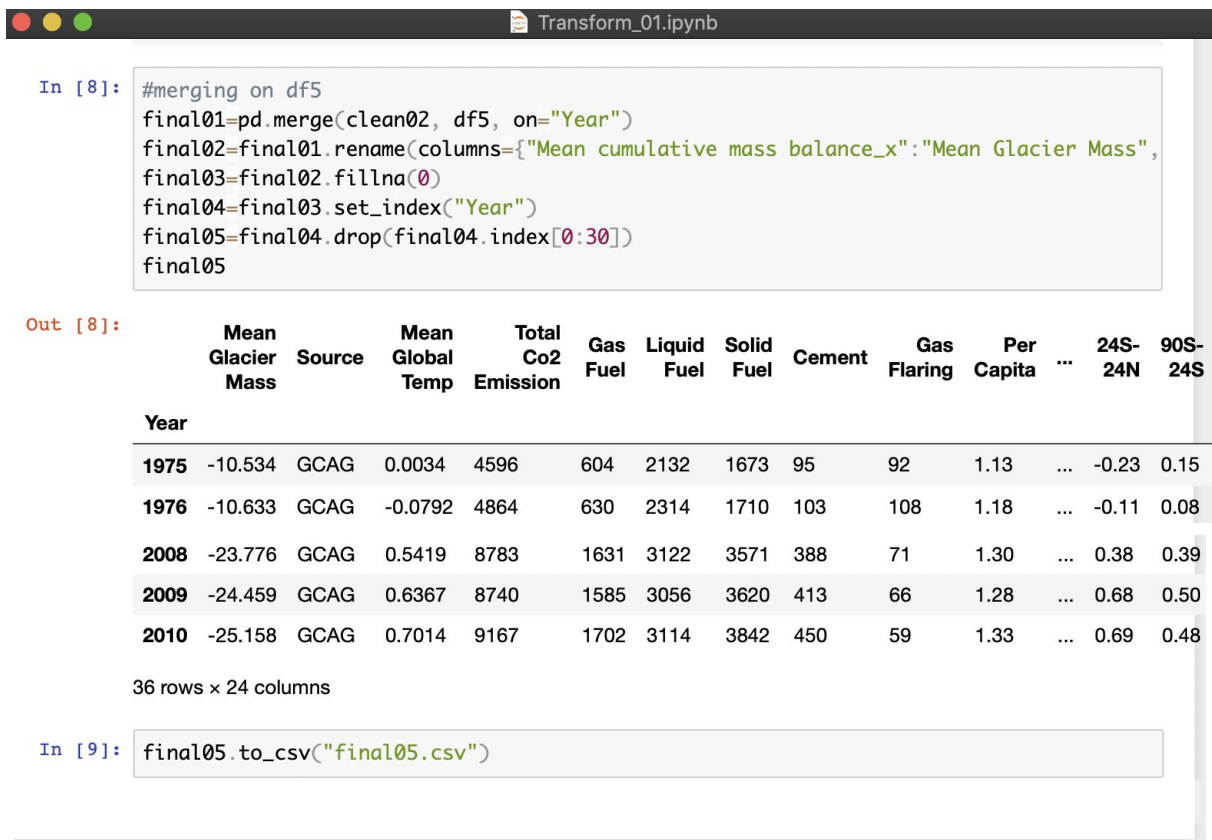 Transform_01.ipynb
In [8]: #merging on df5
final01=pd.merge(clean02, df5, on="Year")
final02=final01.rename(columns={"Mean cumulative mass balance_x":"Mean Glacier Mass",
final03=final02.fillna(0)
final04=final03.set_index("Year")
final05=final04.drop(final04.index[0:30])
final05
Out [8]:
Mean Glacier Mass Source Mean Global Temp Total Co2 Emission Gas Fuel Liquid Fuel Solid Fuel Cement Gas Flaring Per Capita ... 24S-24N 90S-24S
Year
1975 -10.534 GCAG 0.0034 4596 604 2132 1673 95 92 1.13 ... -0.23 0.15
1976 -10.633 GCAG -0.0792 4864 630 2314 1710 103 108 1.18 ... -0.11 0.08
2008 -23.776 GCAG 0.5419 8783 1631 3122 3571 388 71 1.30 ... 0.38 0.39
2009 -24.459 GCAG 0.6367 8740 1585 3056 3620 413 66 1.28 ... 0.68 0.50
2010 -25.158 GCAG 0.7014 9167 1702 3114 3842 450 59 1.33 ... 0.69 0.48
36 rows × 24 columns
In [9]: final05.to_csv("final05.csv")